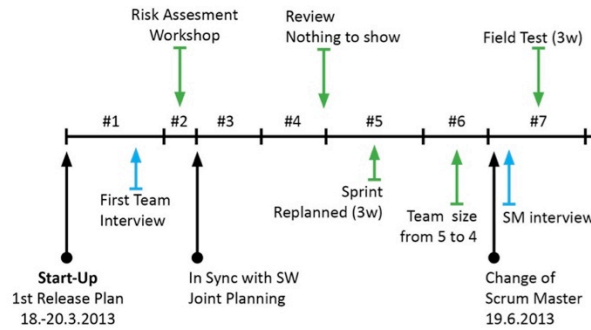 Risk Assesment
Workshop
Review
Nothing to show
Field Test (3w)
#1
#2
#3
#4
#5
#6
#7
First Team
Interview
Sprint
Replanned (3w)
Team size
from 5 to 4
SM interview
Start-Up
1st Release Plan
18.-20.3.2013
In Sync with SW
Joint Planning
Change of
Scrum Master
19.6.2013